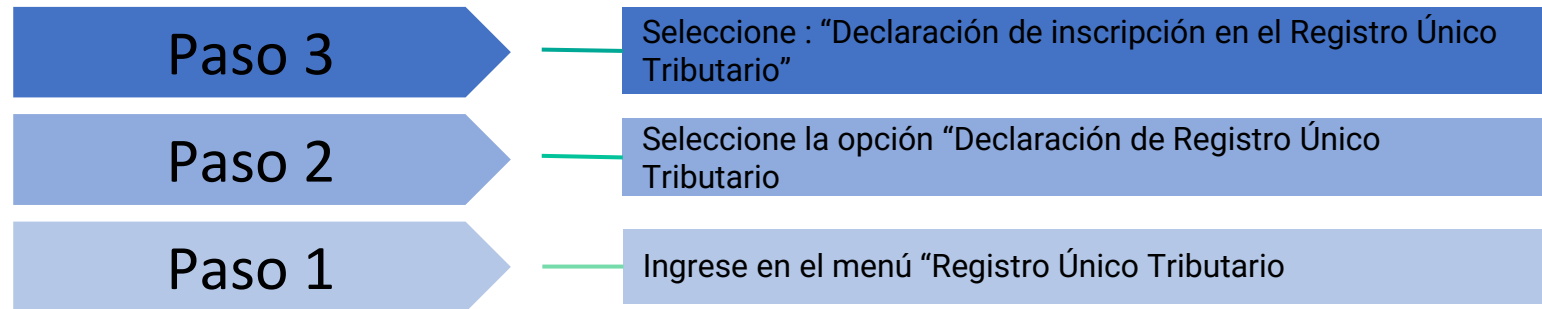 Paso 3
Seleccione : “Declaración de inscripción en el Registro Único
Tributario”
Paso 2
Seleccione la opción “Declaración de Registro Único
Tributario
Paso 1
Ingrese en el menú “Registro Único Tributario